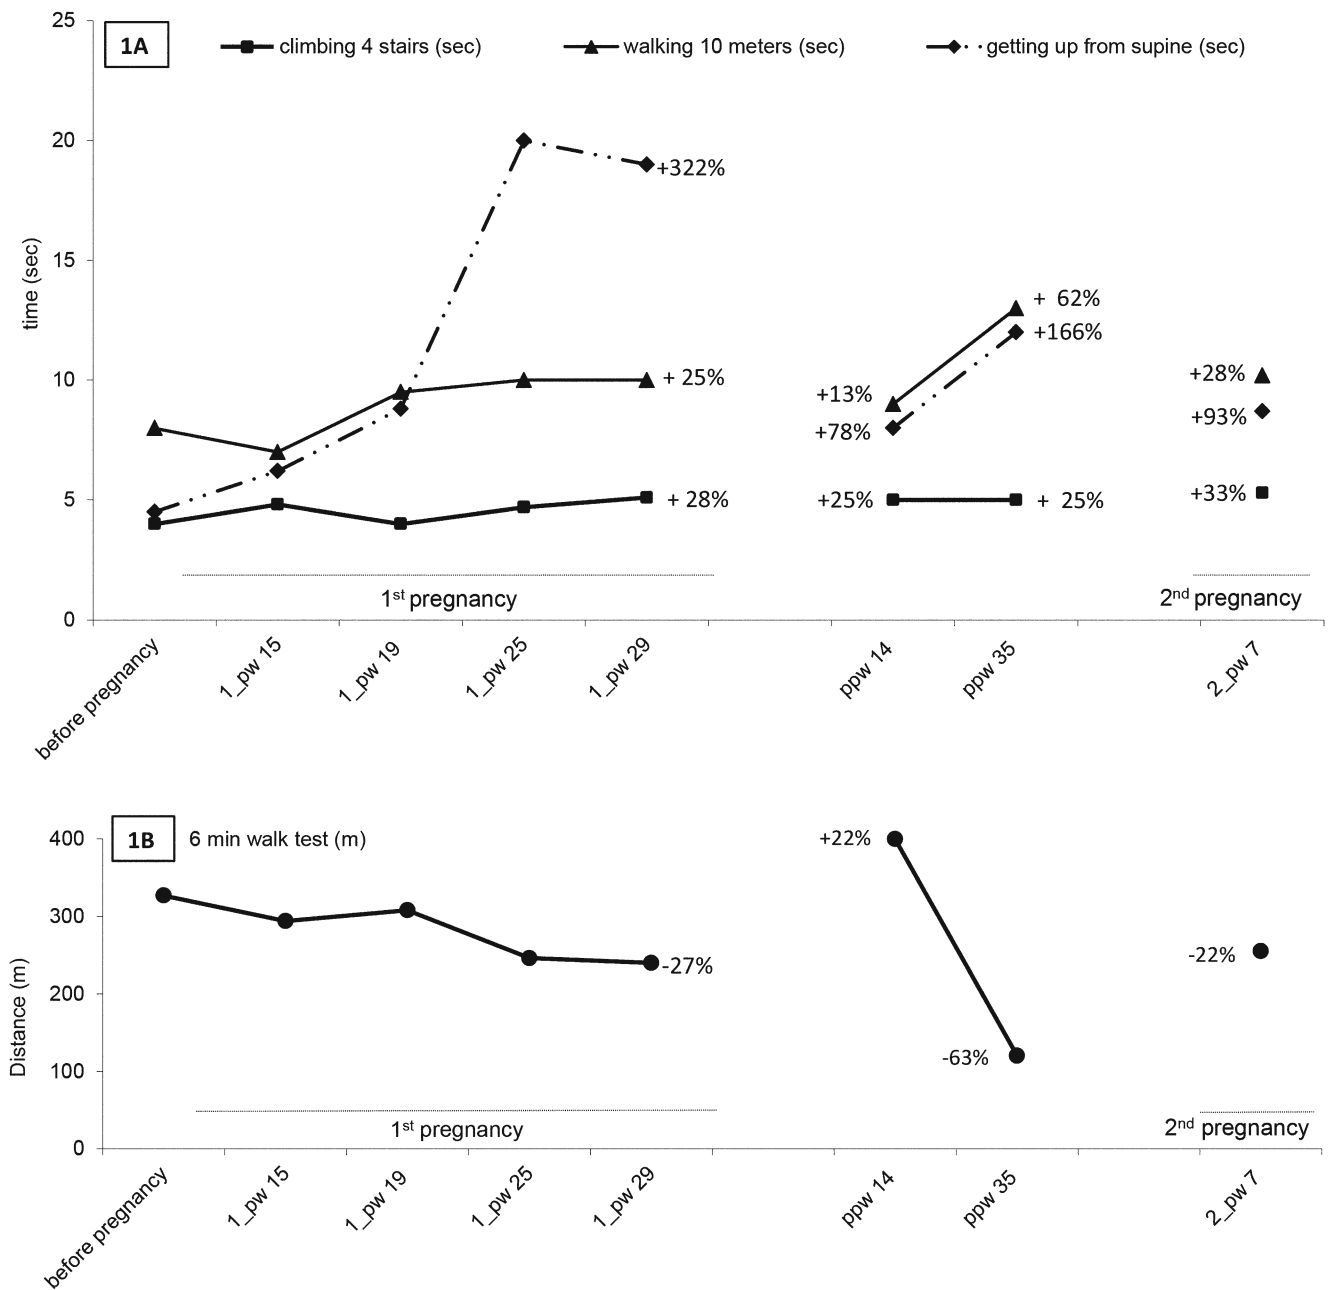 25
1A climbing 4 stairs (sec) walking 10 meters (sec) getting up from supine (sec)
20
+322%
15
time (sec)
+ 62%
+166%
10
+ 25%
+13%
+78%
+28%
+93%
5
+ 28%
+25%
+ 25%
+33%
1st pregnancy
2nd pregnancy
0
before pregnancy 1_pw 15 1_pw 19 1_pw 25 1_pw 29 ppw 14 ppw 35 2_pw 7
1B 6 min walk test (m)
400
+22%
300
-27%
-22%
Distance (m)
200
100
-63%
1st pregnancy
2nd pregnancy
0
before pregnancy 1_pw 15 1_pw 19 1_pw 25 1_pw 29 ppw 14 ppw 35 2_pw 7